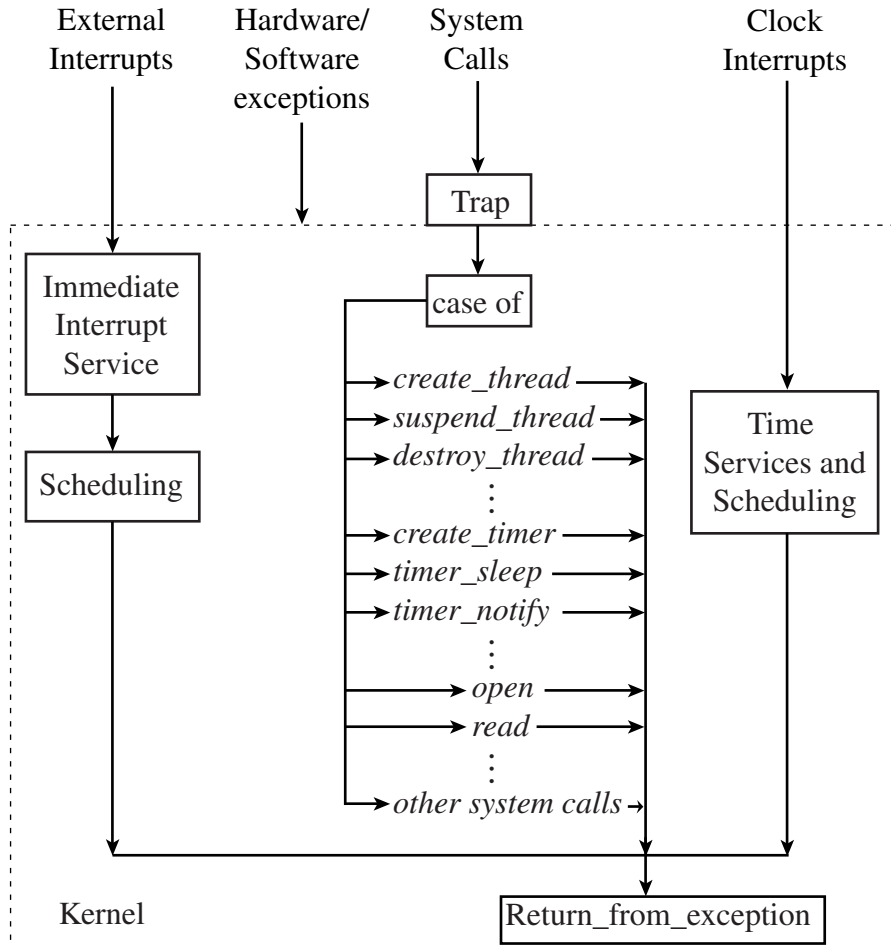 External
Interrupts
Hardware/
Software
exceptions
System
Calls
Clock
Interrupts
Trap
Immediate
Interrupt
Service
case of
create_thread
suspend_thread
destroy_thread
Scheduling
Time
Services and
Scheduling
create_timer
timer_sleep
timer_notify
open
read
other system calls
Kernel
Return_from_exception